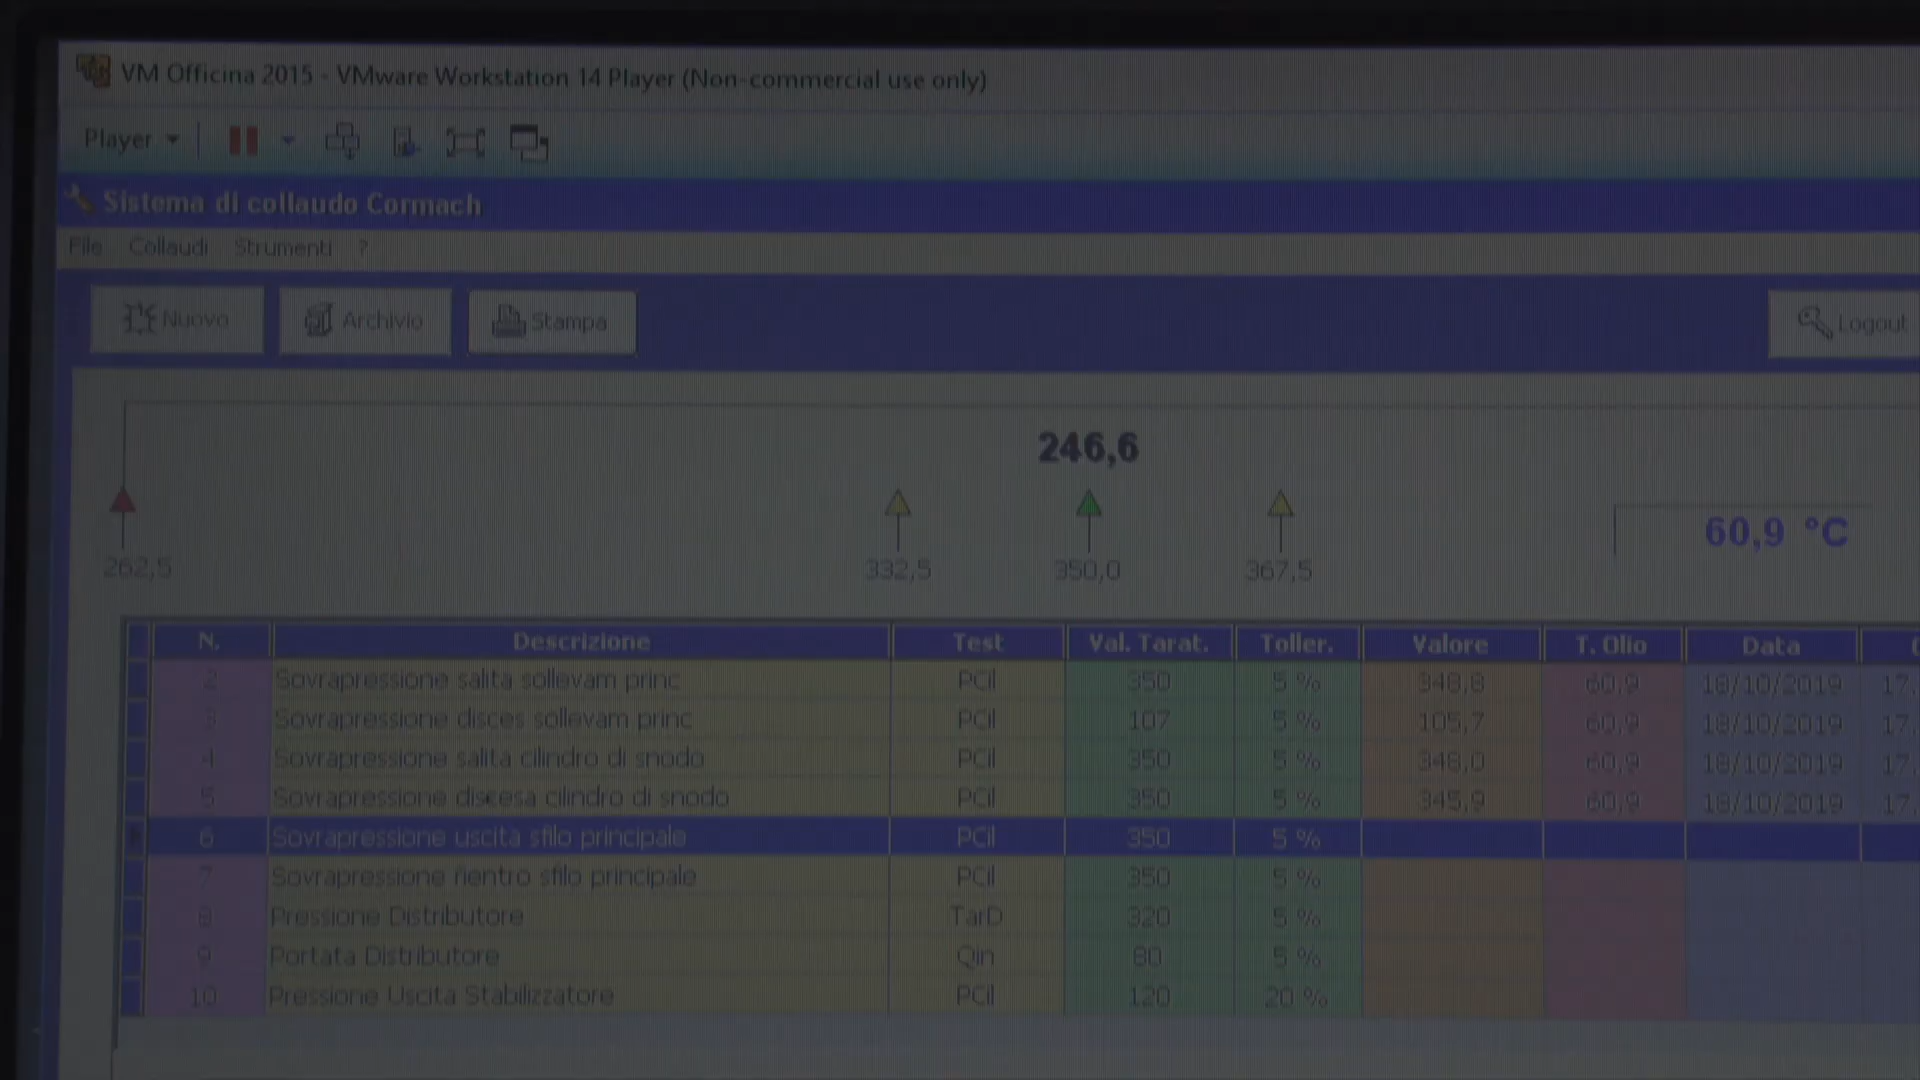 VM Officina 2015 - VMware Workstation 14 Player (Non-commercial use only)
Player
Sistema di collaudo Cormach
File Collaudi Strumenti ?
Nuovo Archivio Stampa Logout
246,6
60,9 °C
262,5 332,5 350,0 367,5
N. Descrizione Test Val. Tarat. Toller. Valore T. Olio Data
2 Sovrapressione salita sollevam princ PCil 350 5 % 348,8 60,9 18/10/2019 17.
3 Sovrapressione disces sollevam princ PCil 107 5 % 105,7 60,9 18/10/2019 17.
4 Sovrapressione salita cilindro di snodo PCil 350 5 % 348,0 60,9 18/10/2019 17.
5 Sovrapressione discesa cilindro di snodo PCil 350 5 % 345,9 60,9 18/10/2019 17.
6 Sovrapressione uscita sfilo principale PCil 350 5 %
7 Sovrapressione rientro sfilo principale PCil 350 5 %
8 Pressione Distributore TarD 320 5 %
9 Portata Distributore Qin 80 5 %
10 Pressione Uscita Stabilizzatore PCil 120 20 %